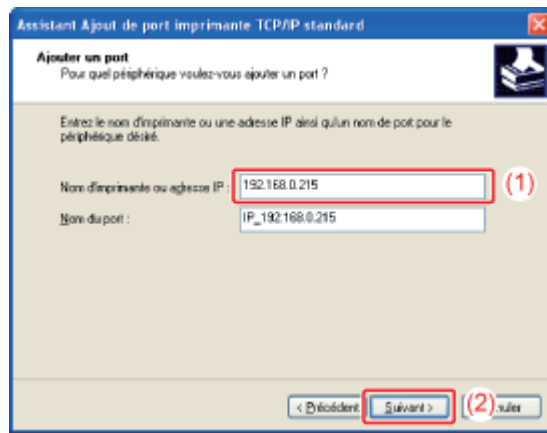 Assistant Ajout de port imprimante TCP/IP standard
Ajouter un port
Pour quel périphérique voulez-vous ajouter un port ?
Entrez le nom d'imprimante ou une adresse IP ainsi qu'un nom de port pour le
périphérique désiré.
Nom d'imprimante ou adresse IP : 192.168.0.215 (1)
Nom du port : IP_192.168.0.215
< Précédent Suivant > (2) nuler